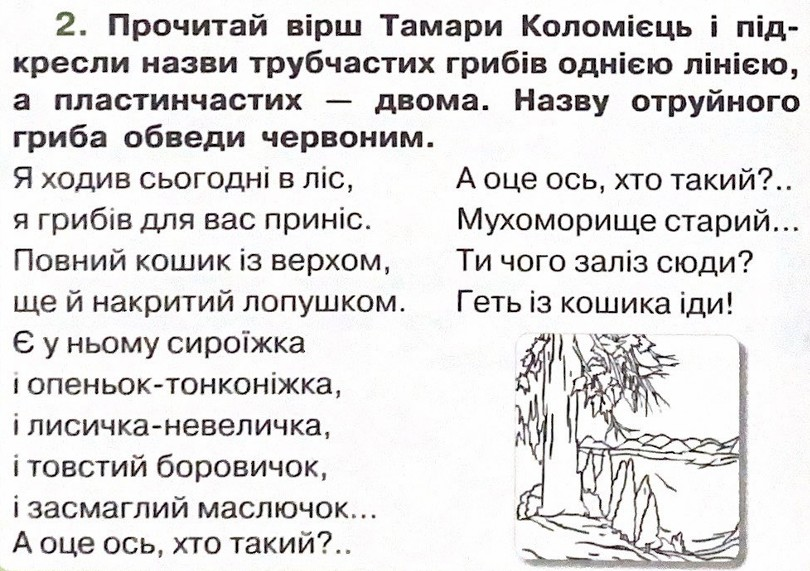 2. Прочитай вірш Тамари Коломієць і під-
кресли назви трубчастих грибів однією лінією,
а пластинчастих — двома. Назву отруйного
гриба обведи червоним.
Я ходив сьогодні в ліс,
я грибів для вас приніс.
Повний кошик із верхом,
ще й накритий лопушком.
Є у ньому сироїжка
і опеньок-тонконіжка,
і лисичка-невеличка,
і товстий боровичок,
і засмаглий маслючок...
А оце ось, хто такий?..
А оце ось, хто такий?..
Мухоморище старий...
Ти чого заліз сюди?
Геть із кошика іди!